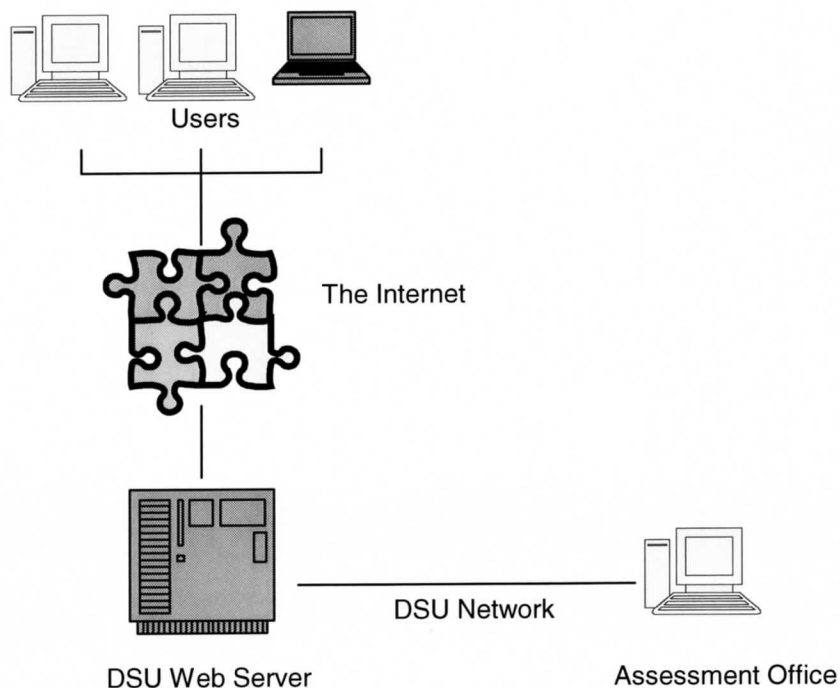 Users
The Internet
DSU Network
DSU Web Server
Assessment Office